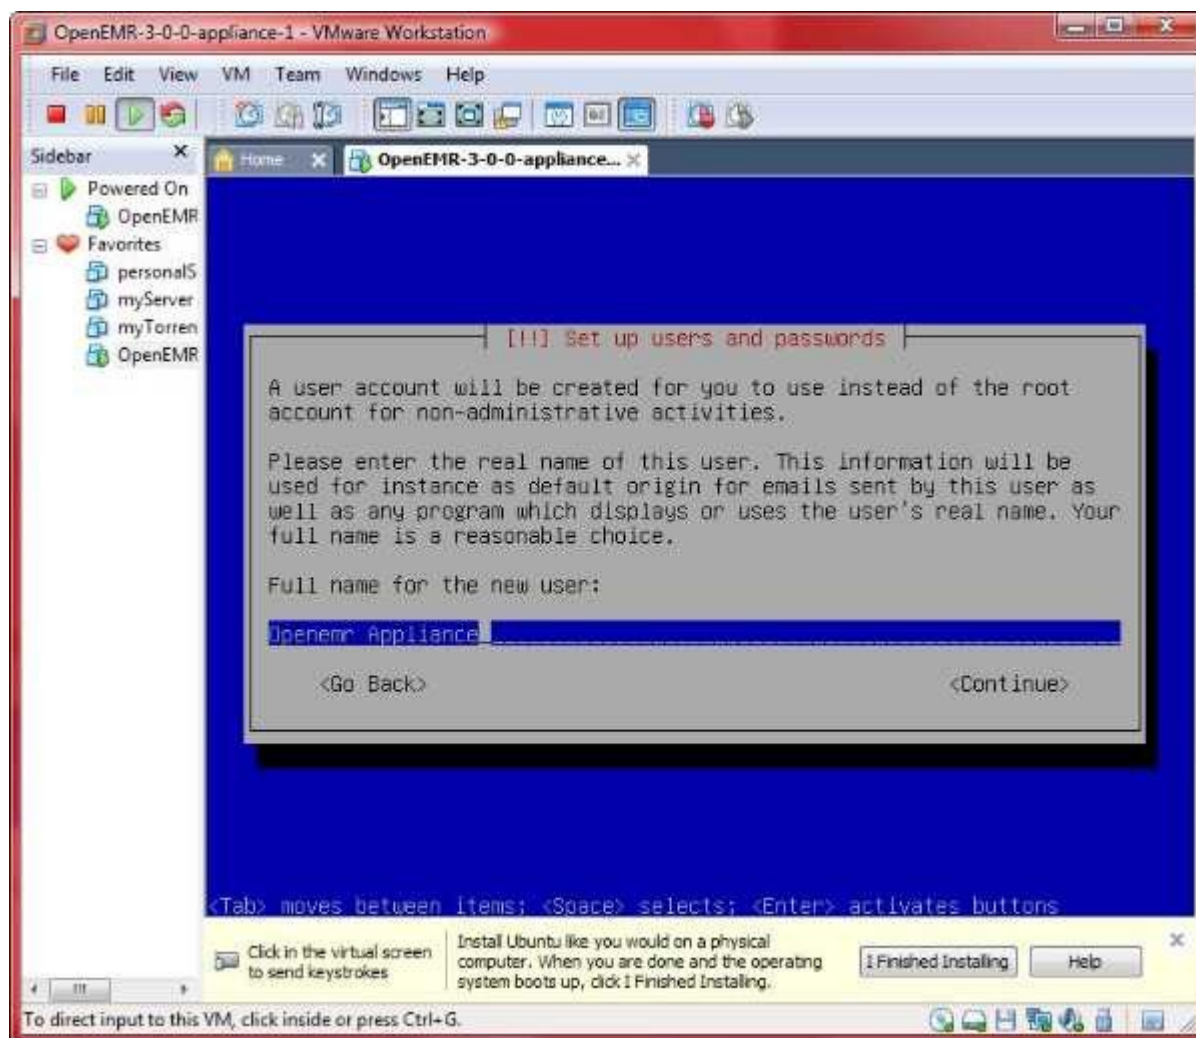 OpenEMR-3-0-0-appliance-1 - VMware Workstation
File Edit View VM Team Windows Help
Sidebar
Home
OpenEMR-3-0-0-appliance...
Powered On
OpenEMR
Favorites
personalS
myServer
myTorren
OpenEMR
[!!] Set up users and passwords
A user account will be created for you to use instead of the root
account for non-administrative activities.
Please enter the real name of this user. This information will be
used for instance as default origin for emails sent by this user as
well as any program which displays or uses the user's real name. Your
full name is a reasonable choice.
Full name for the new user:
Openemr Appliance
<Go Back> <Continue>
<Tab> moves between items; <Space> selects; <Enter> activates buttons
Click in the virtual screen
to send keystrokes
Install Ubuntu like you would on a physical
computer. When you are done and the operating
system boots up, click I Finished Installing.
I Finished Installing
Help
To direct input to this VM, click inside or press Ctrl+G.